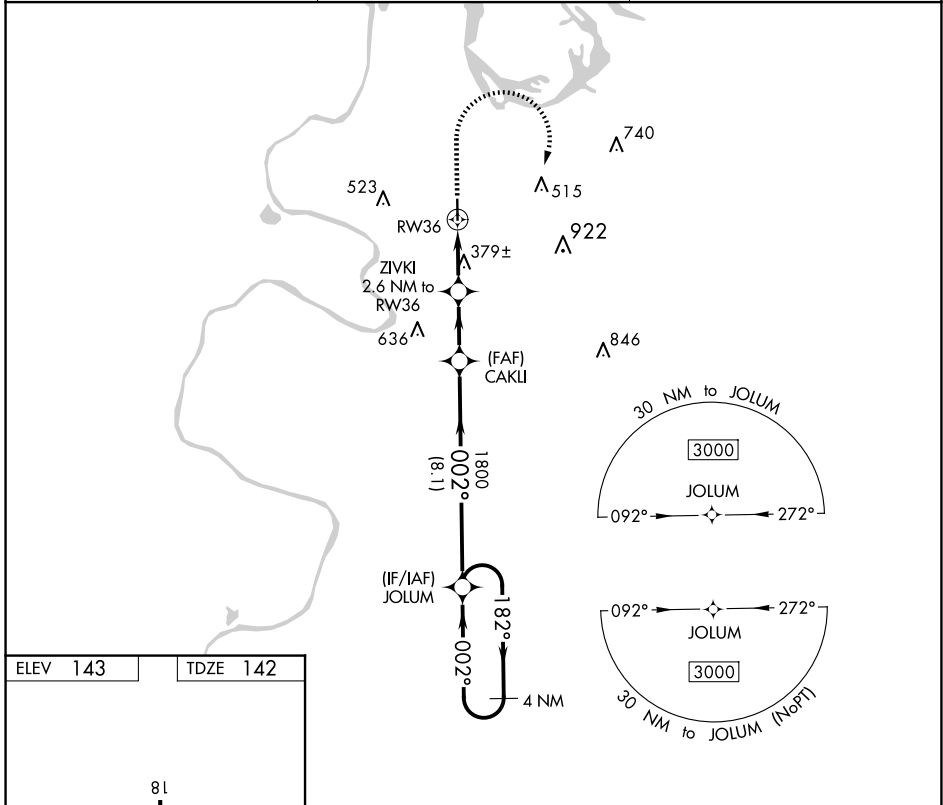 740
523
515
RW36
922
379±
ZIVKI
2.6 NM to
RW36
636
846
(FAF)
CAKLI
30 NM to JOLUM
3000
JOLUM
092°
272°
1800
002°
(8.1)
(IF/IAF)
JOLUM
182°
002°
4 NM
092°
272°
JOLUM
3000
30 NM to JOLUM (NoPT)
ELEV 143
TDZE 142
18